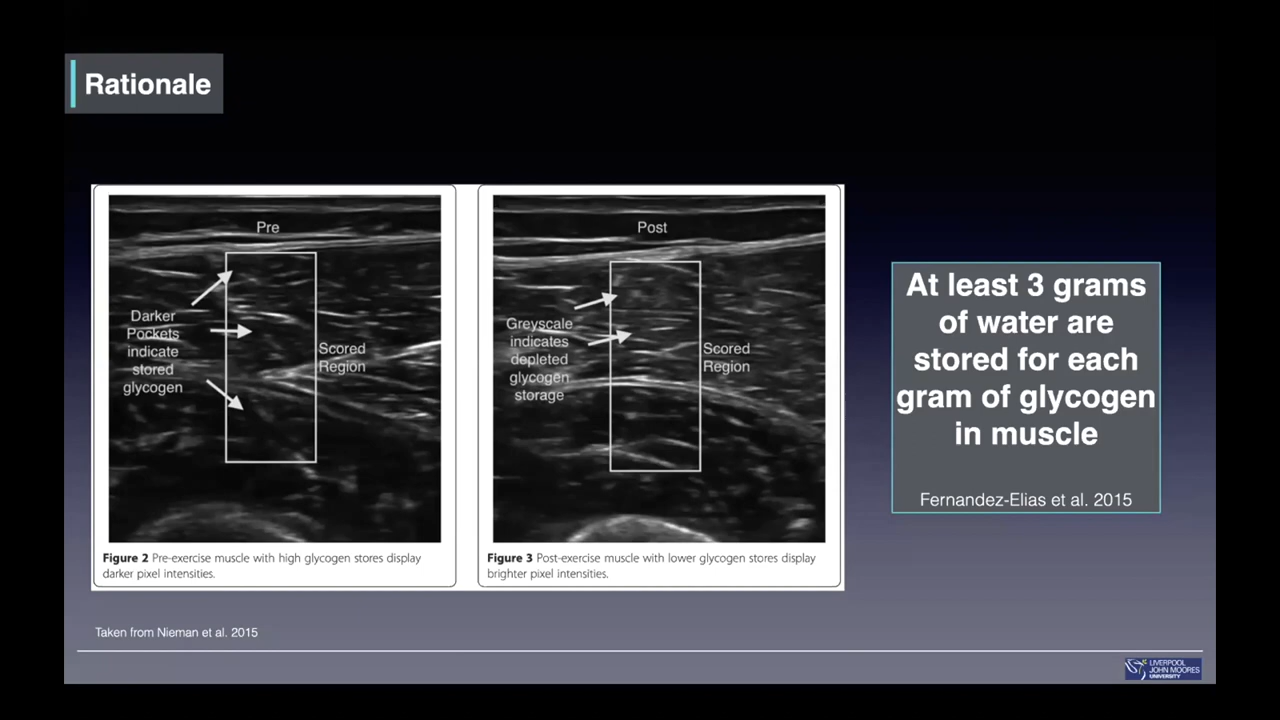 Rationale
Pre
Darker
Pockets
indicate
stored
glycogen
Scored
Region
Figure 2 Pre-exercise muscle with high glycogen stores display
darker pixel intensities.
Post
Greyscale
indicates
depleted
glycogen
storage
Scored
Region
Figure 3 Post-exercise muscle with lower glycogen stores display
brighter pixel intensities.
At least 3 grams
of water are
stored for each
gram of glycogen
in muscle
Fernandez-Elias et al. 2015
Taken from Nieman et al. 2015
LIVERPOOL
JOHN MOORES
UNIVERSITY